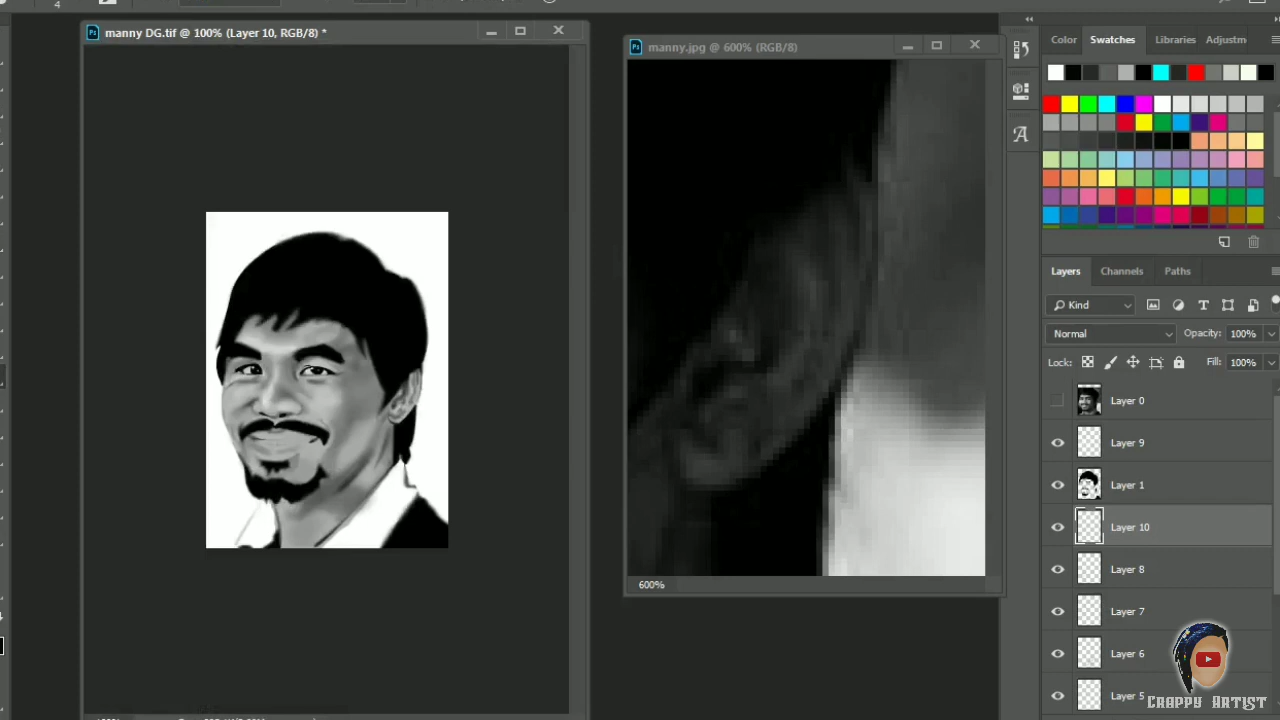 4
manny DG.tif @ 100% (Layer 10, RGB/8) *
manny.jpg @ 600% (RGB/8)
600%
Color
Swatches
Libraries
Adjustm
Layers
Channels
Paths
Kind
Normal
Opacity: 100%
Lock:
Fill: 100%
Layer 0
Layer 9
Layer 1
Layer 10
Layer 8
Layer 7
Layer 6
Layer 5
Crappy Artist